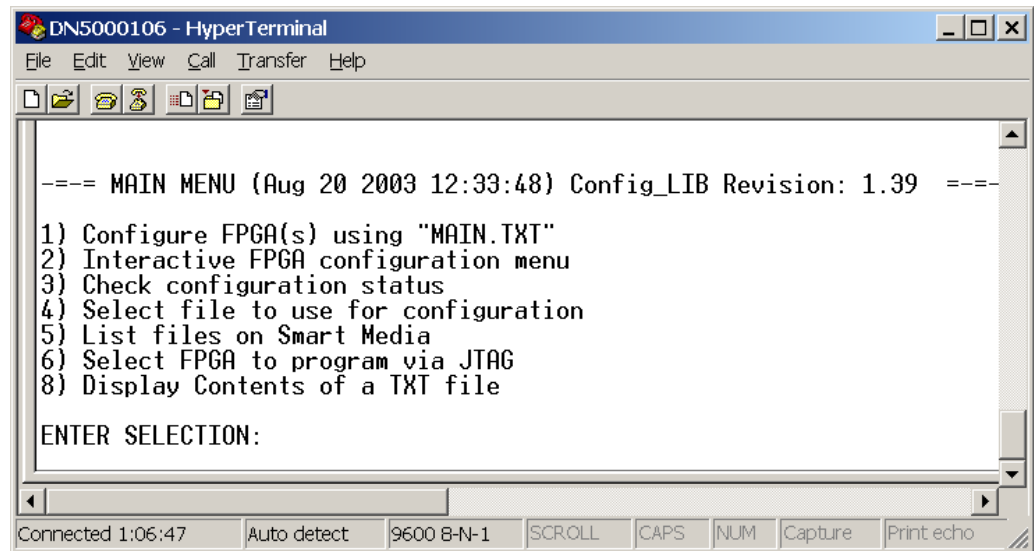 DN5000106 - HyperTerminal
File Edit View Call Transfer Help
-=-= MAIN MENU (Aug 20 2003 12:33:48) Config_LIB Revision: 1.39 =-=-
1) Configure FPGA(s) using "MAIN.TXT"
2) Interactive FPGA configuration menu
3) Check configuration status
4) Select file to use for configuration
5) List files on Smart Media
6) Select FPGA to program via JTAG
8) Display Contents of a TXT file
ENTER SELECTION:
Connected 1:06:47 Auto detect 9600 8-N-1 SCROLL CAPS NUM Capture Print echo